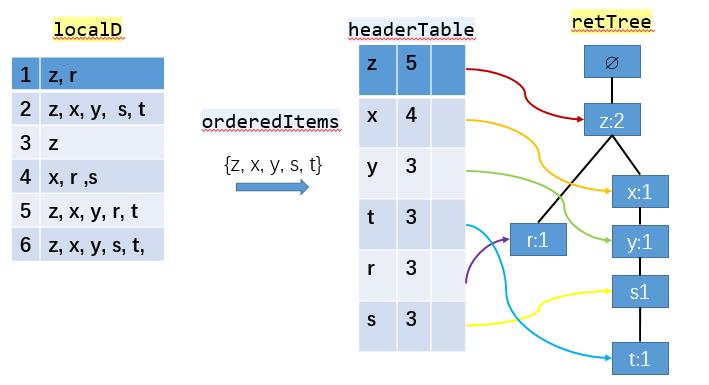 localD
1 z, r
2 z, x, y, s, t
3 z
4 x, r ,s
5 z, x, y, r, t
6 z, x, y, s, t,
orderedItems
{z, x, y, s, t}
headerTable
z 5
x 4
y 3
t 3
r 3
s 3
retTree
∅
z:2
x:1
r:1
y:1
s1
t:1